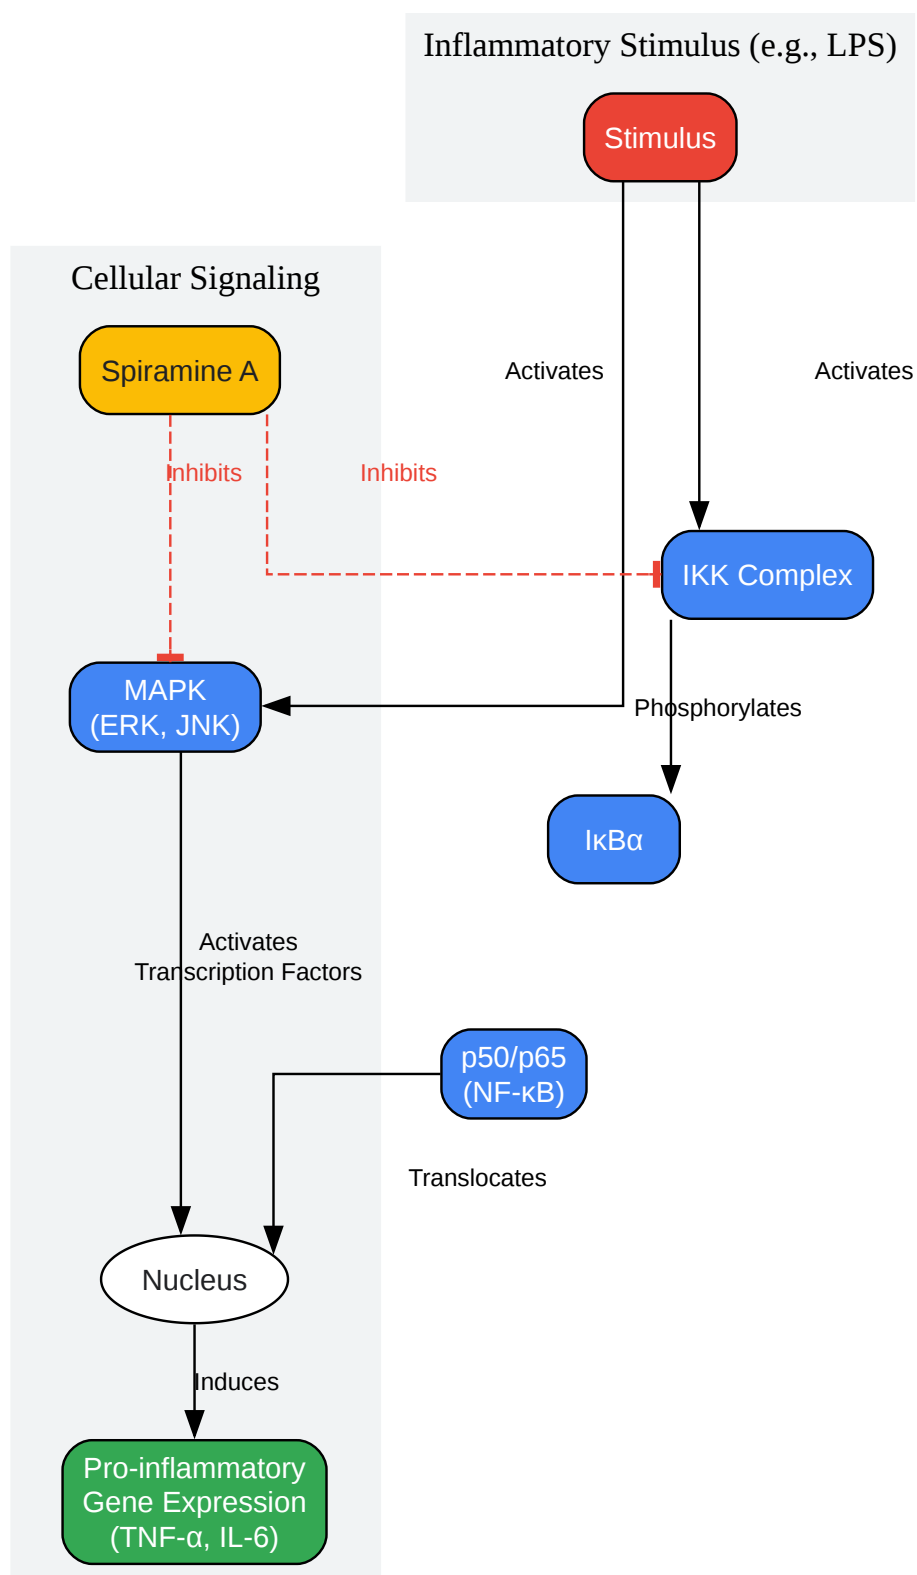 Inflammatory Stimulus (e.g., LPS)
Stimulus
Cellular Signaling
Spiramine A
Activates
Activates
Inhibits
Inhibits
IKK Complex
MAPK
(ERK, JNK)
Phosphorylates
IκBα
Activates
Transcription Factors
p50/p65
(NF-κB)
Translocates
Nucleus
Induces
Pro-inflammatory
Gene Expression
(TNF-α, IL-6)